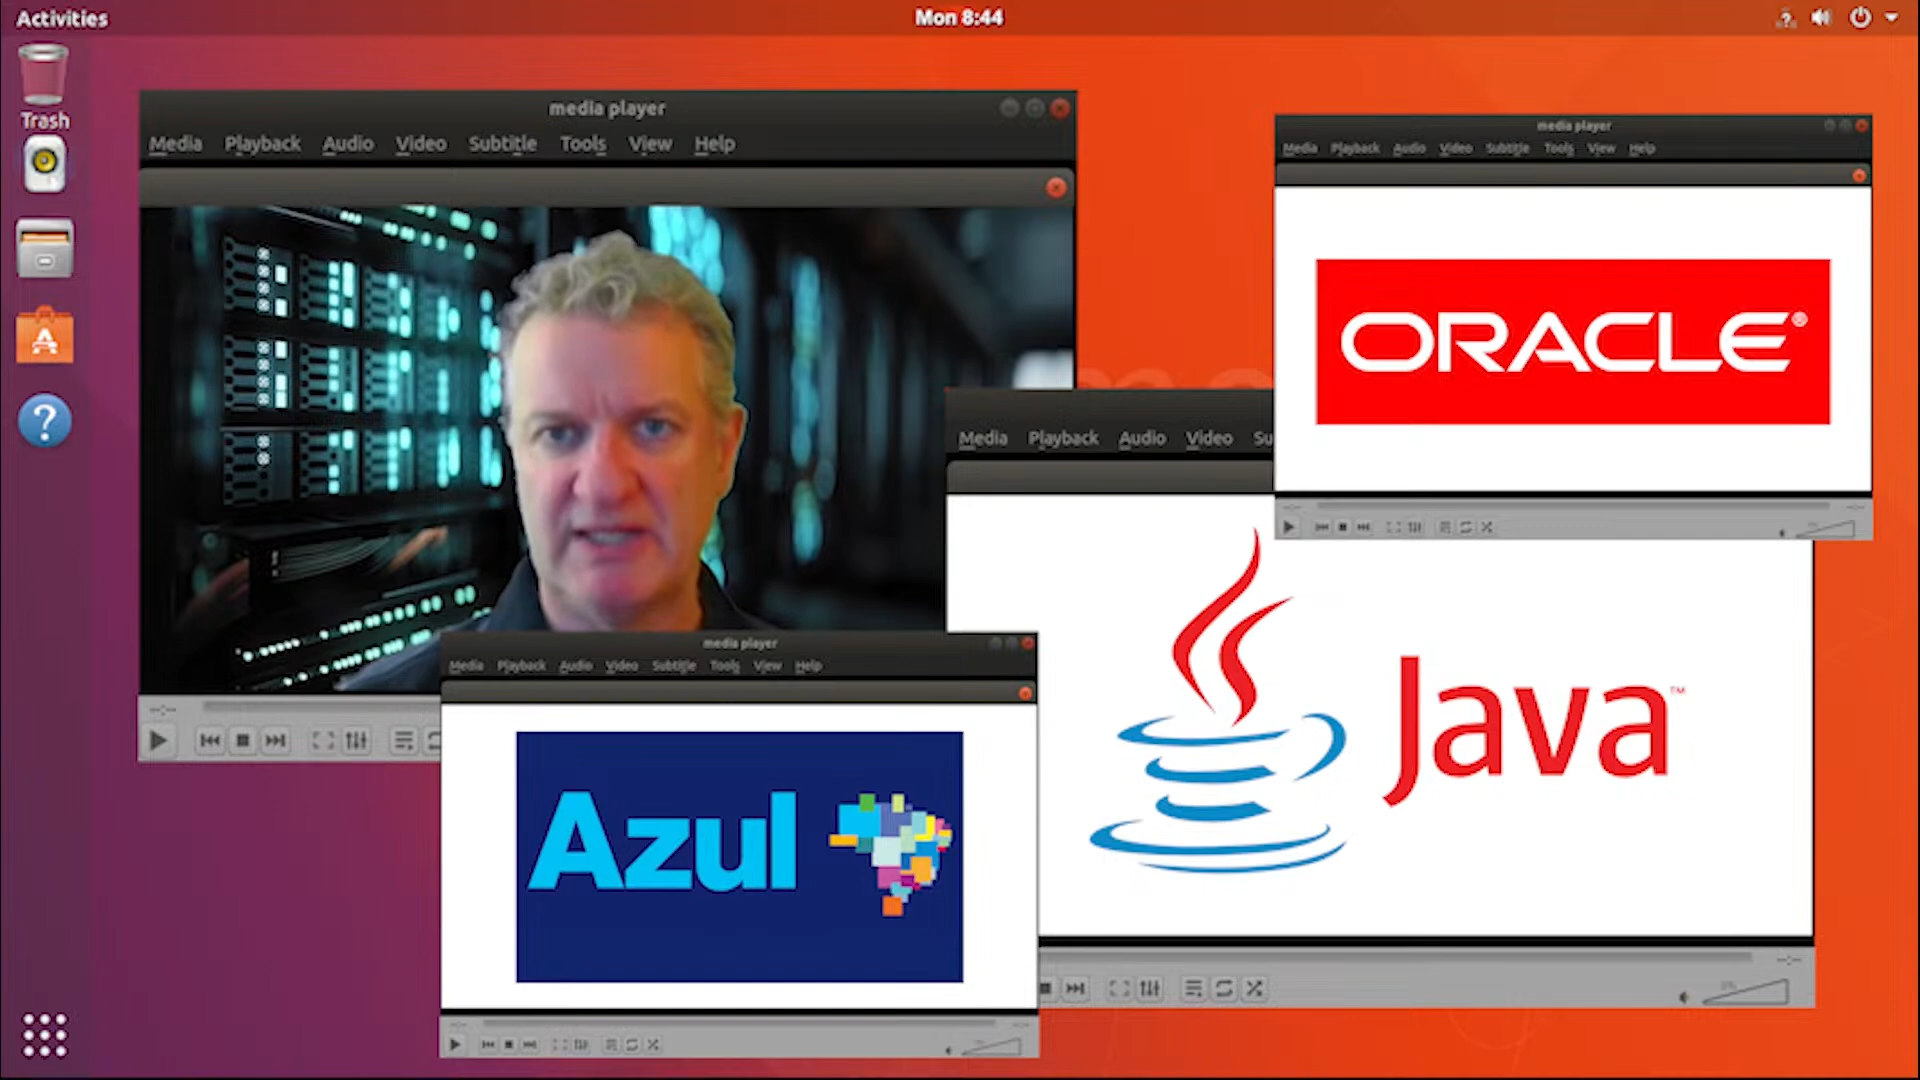 Activities
Mon 8:44
Trash
media player
Media Playback Audio Video Subtitle Tools View Help
media player
Media Playback Audio Video Subtitle Tools View Help
ORACLE®
Media Playback Audio Video Su
Java™
media player
Media Playback Audio Video Subtitle Tools View Help
Azul